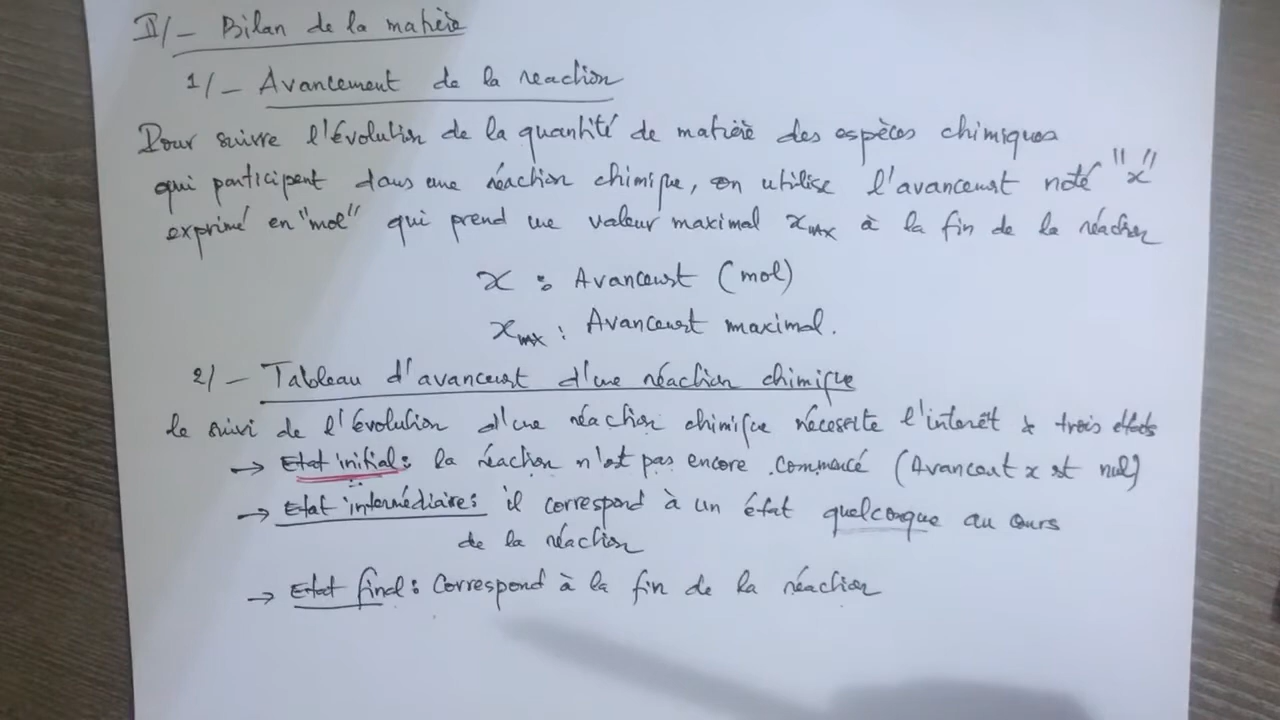 II/- Bilan de la matière
1/- Avancement de la reaction
Pour suivre l'évolution de la quantité de matière des espèces chimiques
qui participent dans une réaction chimique, on utilise l'avancement noté "x"
exprimé en "mol" qui prend une valeur maximal xmax à la fin de la réaction
x : Avancement (mol)
xmax : Avancement maximal.
2/- Tableau d'avancement d'une réaction chimique
le suivi de l'évolution d'une réaction chimique nécessite l'interêt trois états
→ Etat initial : la réaction n'est pas encore commencé (Avancement x est nul)
→ Etat intermédiaire : il correspond à un état quelconque au cours
de la réaction
→ Etat final : Correspond à la fin de la réaction